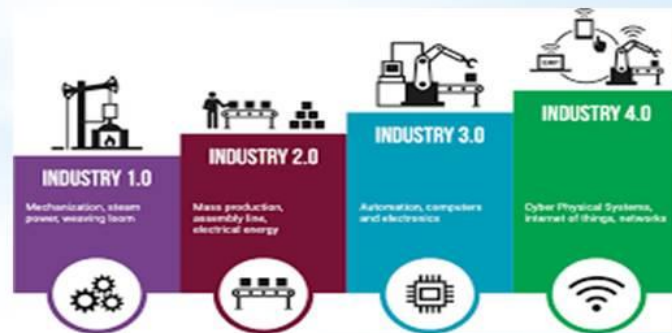 INDUSTRY 1.0
Mechanization, steam
power, weaving loom
INDUSTRY 2.0
Mass production,
assembly line,
electrical energy
INDUSTRY 3.0
Automation, computers
and electronics
INDUSTRY 4.0
Cyber Physical Systems,
internet of things, networks